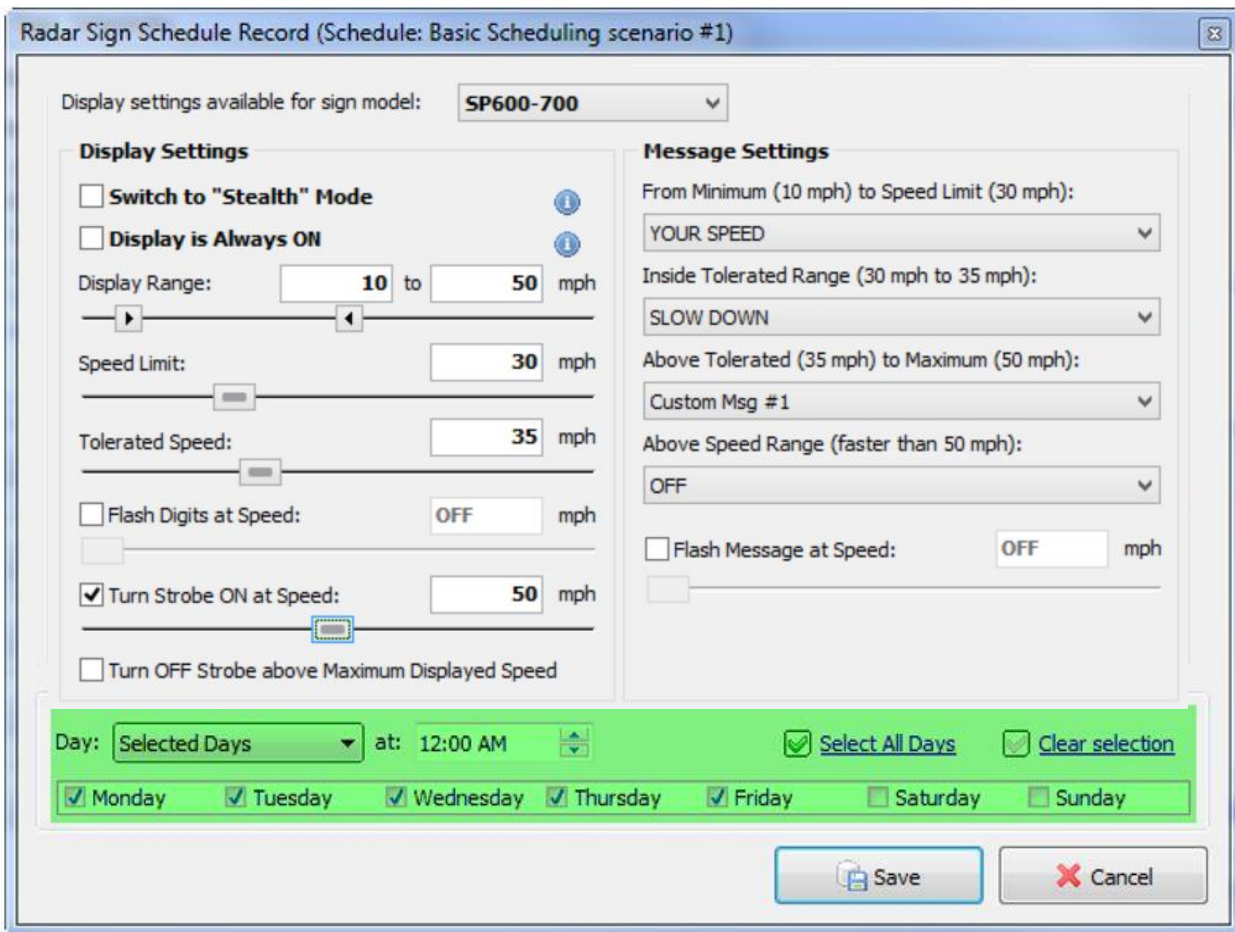 Radar Sign Schedule Record (Schedule: Basic Scheduling scenario #1)
Display settings available for sign model: SP600-700
Display Settings
Switch to "Stealth" Mode
Display is Always ON
Display Range: 10 to 50 mph
Speed Limit: 30 mph
Tolerated Speed: 35 mph
Flash Digits at Speed: OFF mph
Turn Strobe ON at Speed: 50 mph
Turn OFF Strobe above Maximum Displayed Speed
Message Settings
From Minimum (10 mph) to Speed Limit (30 mph):
YOUR SPEED
Inside Tolerated Range (30 mph to 35 mph):
SLOW DOWN
Above Tolerated (35 mph) to Maximum (50 mph):
Custom Msg #1
Above Speed Range (faster than 50 mph):
OFF
Flash Message at Speed: OFF mph
Day: Selected Days at: 12:00 AM Select All Days Clear selection
Monday Tuesday Wednesday Thursday Friday Saturday Sunday
Save Cancel